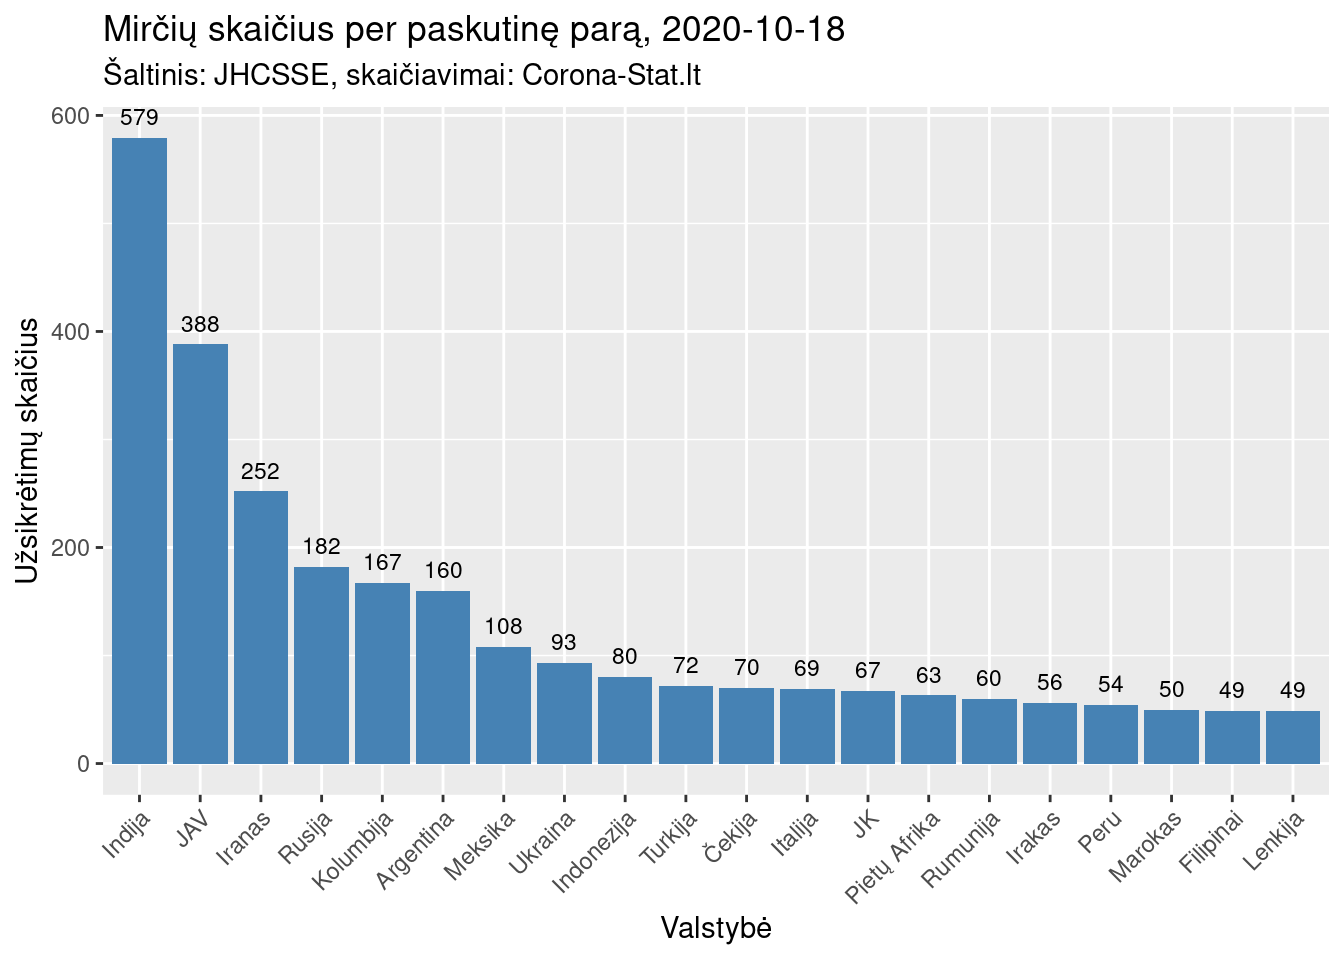 Mirčių skaičius per paskutinę parą, 2020-10-18
Šaltinis: JHCSSE, skaičiavimai: Corona-Stat.lt
Užsikrėtimų skaičius
600
400
200
0
579
388
252
182
167
160
108
93
80
72
70
69
67
63
60
56
54
50
49
49
Indija
JAV
Iranas
Rusija
Kolumbija
Argentina
Meksika
Ukraina
Indonezija
Turkija
Čekija
Italija
JK
Pietų Afrika
Rumunija
Irakas
Peru
Marokas
Filipinai
Lenkija
Valstybė